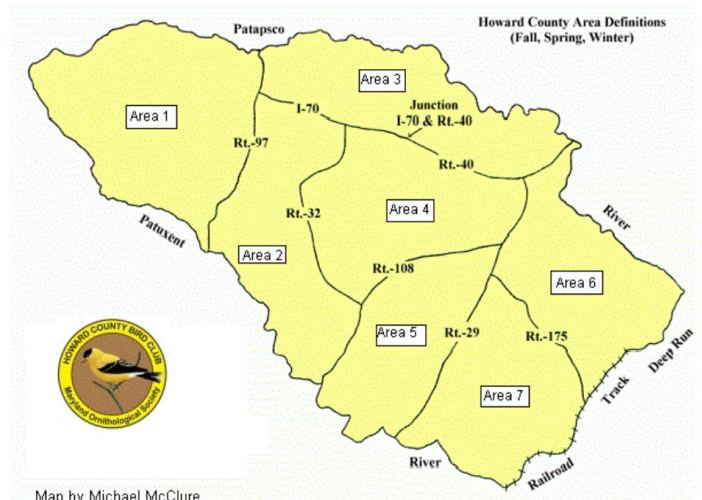 Howard County Area Definitions
(Fall, Spring, Winter)
Patapsco
Area 3
I-70
Junction
I-70 & Rt.-40
Area 1
Rt.-97
Rt.-40
Rt.-32
Area 4
River
Patuxent
Area 2
Rt.-108
Area 6
Area 5
Rt.-29
Rt.-175
Deep Run
Track
Area 7
River
Railroad
HOWARD COUNTY BIRD CLUB
Maryland Ornithological Society
Map by Michael McClure